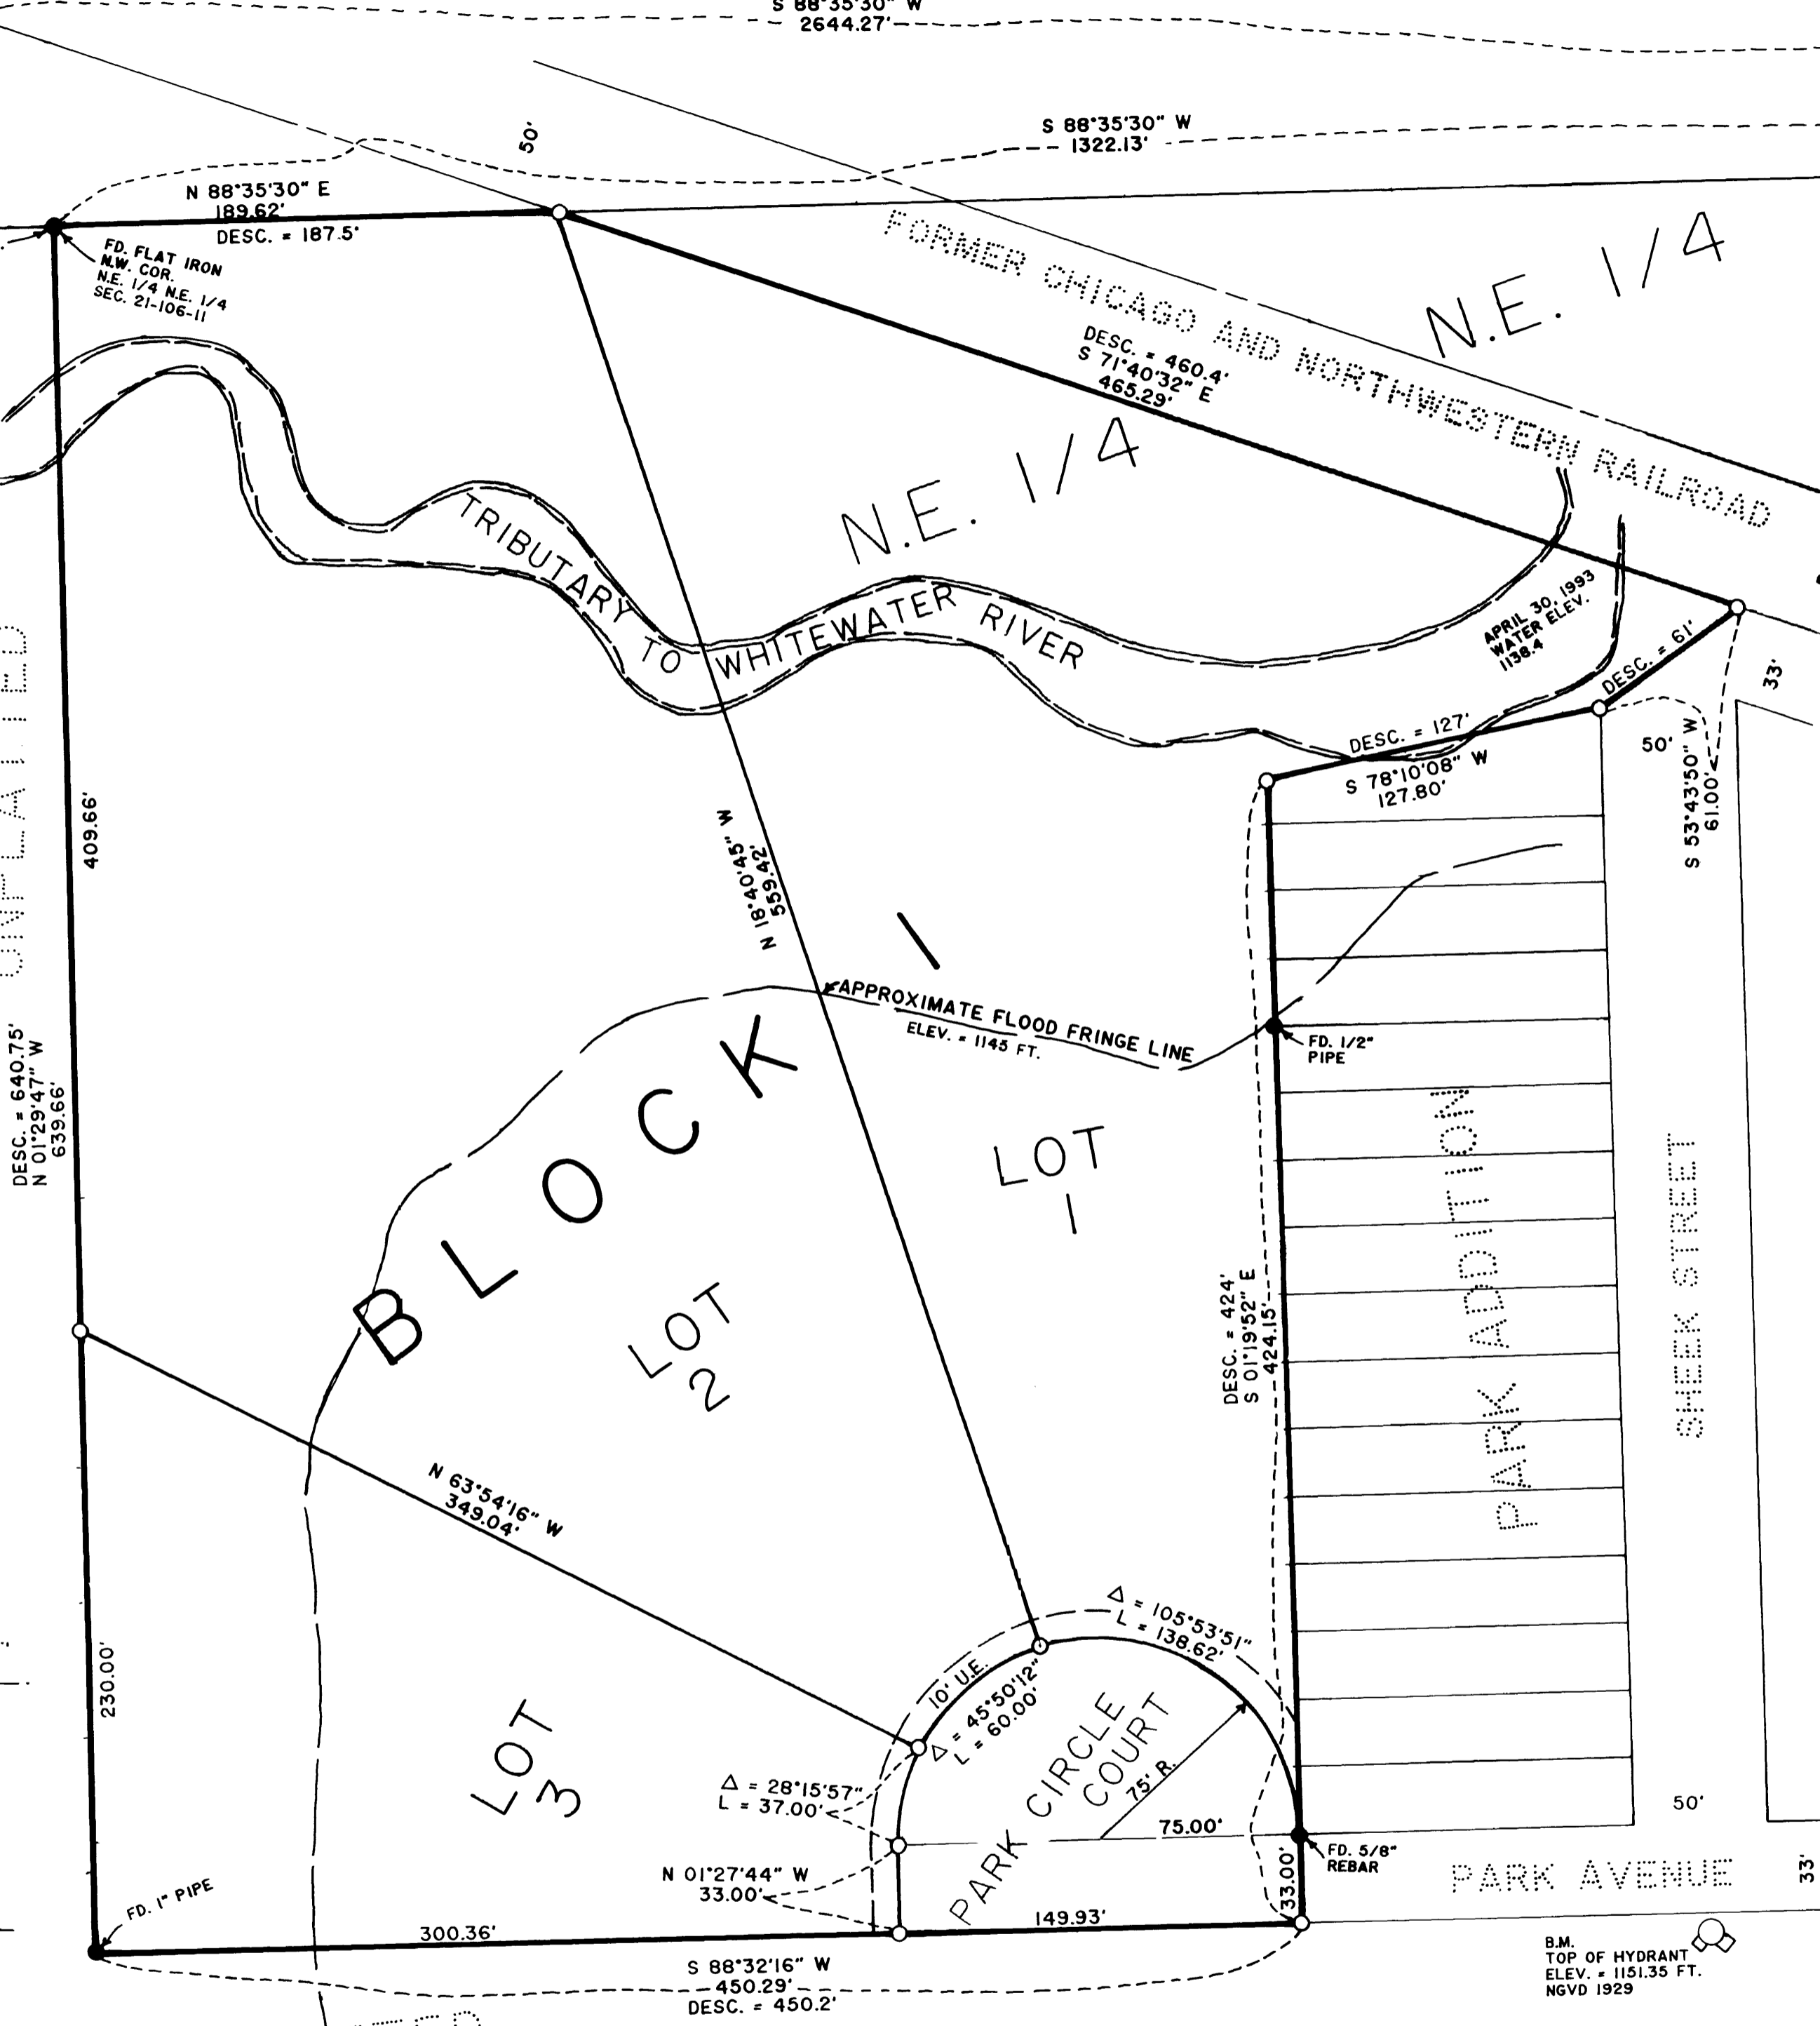 S 88°35'30" W
2644.27'
50'
S 88°35'30" W
1322.13'
N 88°35'30" E
189.62'
DESC. = 187.5'
FD. FLAT IRON
N.W. COR.
N.E. 1/4 N.E. 1/4
SEC. 21-106-11
FORMER CHICAGO AND NORTHWESTERN RAILROAD
N.E. 1/4
DESC. = 460.4'
S 71°40'32" E
465.29'
N.E. 1/4
TRIBUTARY TO WHITEWATER RIVER
APRIL 30, 1993
WATER ELEV.
1138.4
DESC. = 61'
33'
DESC. = 127'
S 78°10'08" W
127.80'
50'
S 53°43'50" W
61.00'
UNPLATTED
409.66'
N 18°40'45" W
559.42'
APPROXIMATE FLOOD FRINGE LINE
ELEV. = 1145 FT.
FD. 1/2"
PIPE
DESC. = 640.75'
N 01°29'47" W
639.66'
BLOCK 1
LOT
1
LOT
2
DESC. = 424'
S 01°19'52" E
424.15'
PARK ADDITION
SHEEK STREET
N 63°54'16" W
349.04'
Δ = 105°53'51"
L = 138.62'
10' U.E.
Δ = 45°50'12"
L = 60.00'
230.00'
LOT
3
PARK CIRCLE
COURT
75' R.
Δ = 28°15'57"
L = 37.00'
75.00'
50'
N 01°27'44" W
33.00'
33.00'
FD. 5/8"
REBAR
PARK AVENUE
33'
FD. 1" PIPE
300.36'
149.93'
S 88°32'16" W
450.29'
DESC. = 450.2'
B.M.
TOP OF HYDRANT
ELEV. = 1151.35 FT.
NGVD 1929